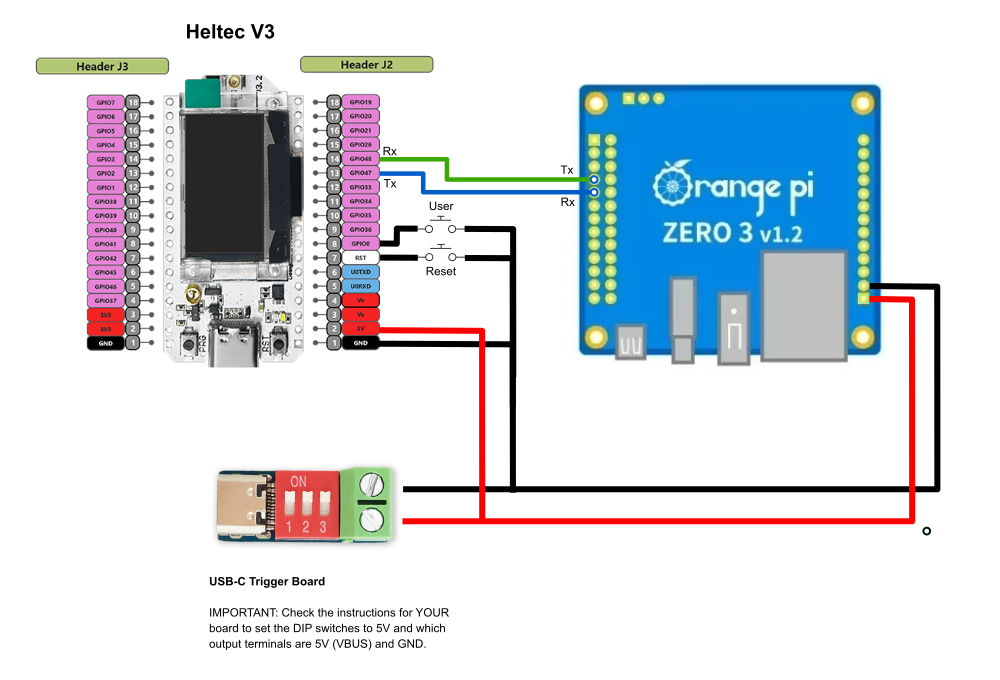 Heltec V3
Header J3
Header J2
GPIO7 18
GPIO6 17
GPIO5 16
GPIO4 15
GPIO3 14
GPIO2 13
GPIO1 12
GPIO38 11
GPIO39 10
GPIO40 9
GPIO41 8
GPIO42 7
GPIO45 6
GPIO46 5
GPIO37 4
3V3 3
3V3 2
GND 1
V3.2
PRG
RST
18 GPIO19
17 GPIO20
16 GPIO21
15 GPIO26
14 GPIO48
13 GPIO47
12 GPIO33
11 GPIO34
10 GPIO35
9 GPIO36
8 GPIO0
7 RST
6 U0TXD
5 U0RXD
4 Ve
3 Ve
2 5V
1 GND
Rx
Tx
User
Reset
Tx
Rx
range pi
ZERO 3 v1.2
ON
1 2 3
USB-C Trigger Board
IMPORTANT: Check the instructions for YOUR
board to set the DIP switches to 5V and which
output terminals are 5V (VBUS) and GND.